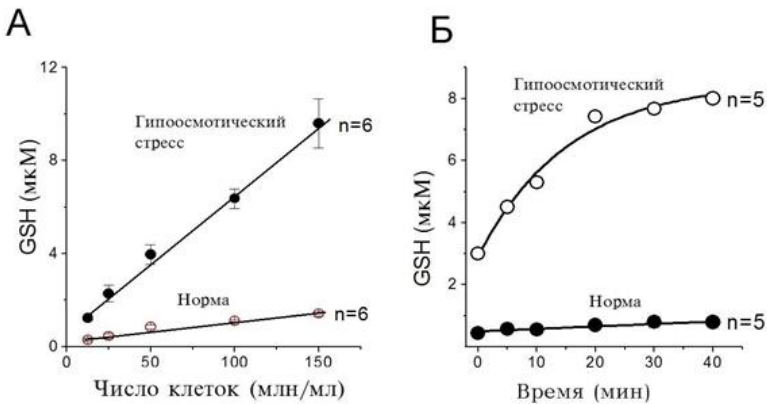 А
12
8
4
0
GSH (мкМ)
Гипоосмотический
стресс
n=6
Норма
n=6
0
50
100
150
Число клеток (млн/мл)
Б
8
6
4
2
GSH (мкМ)
Гипоосмотический
стресс
n=5
Норма
n=5
0
10
20
30
40
Время (мин)